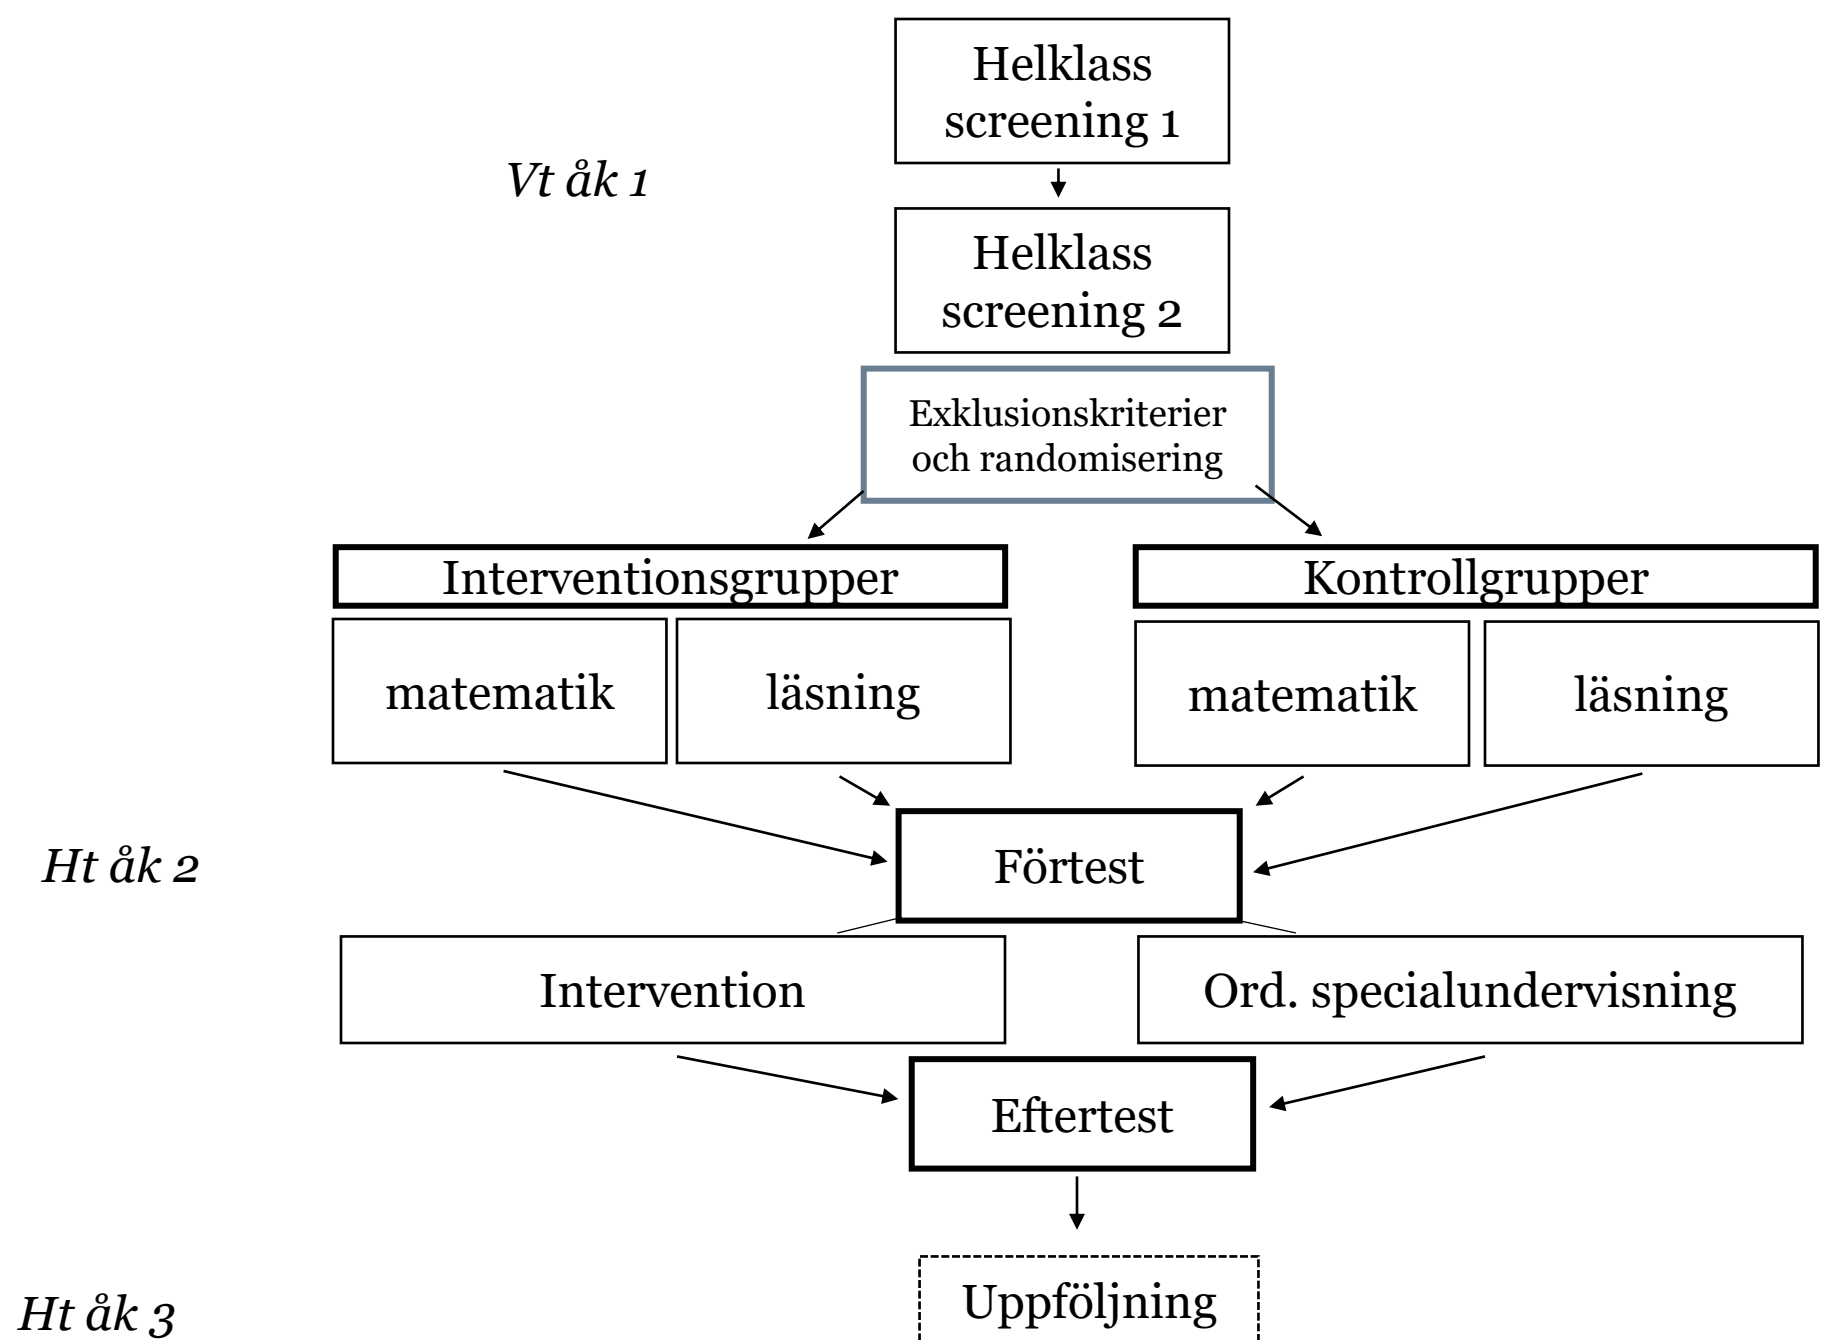 Helklass
screening 1
Vt åk 1
Helklass
screening 2
Exklusionskriterier
och randomisering
Interventionsgrupper
Kontrollgrupper
matematik
läsning
matematik
läsning
Ht åk 2
Förtest
Intervention
Ord. specialundervisning
Eftertest
Uppföljning
Ht åk 3